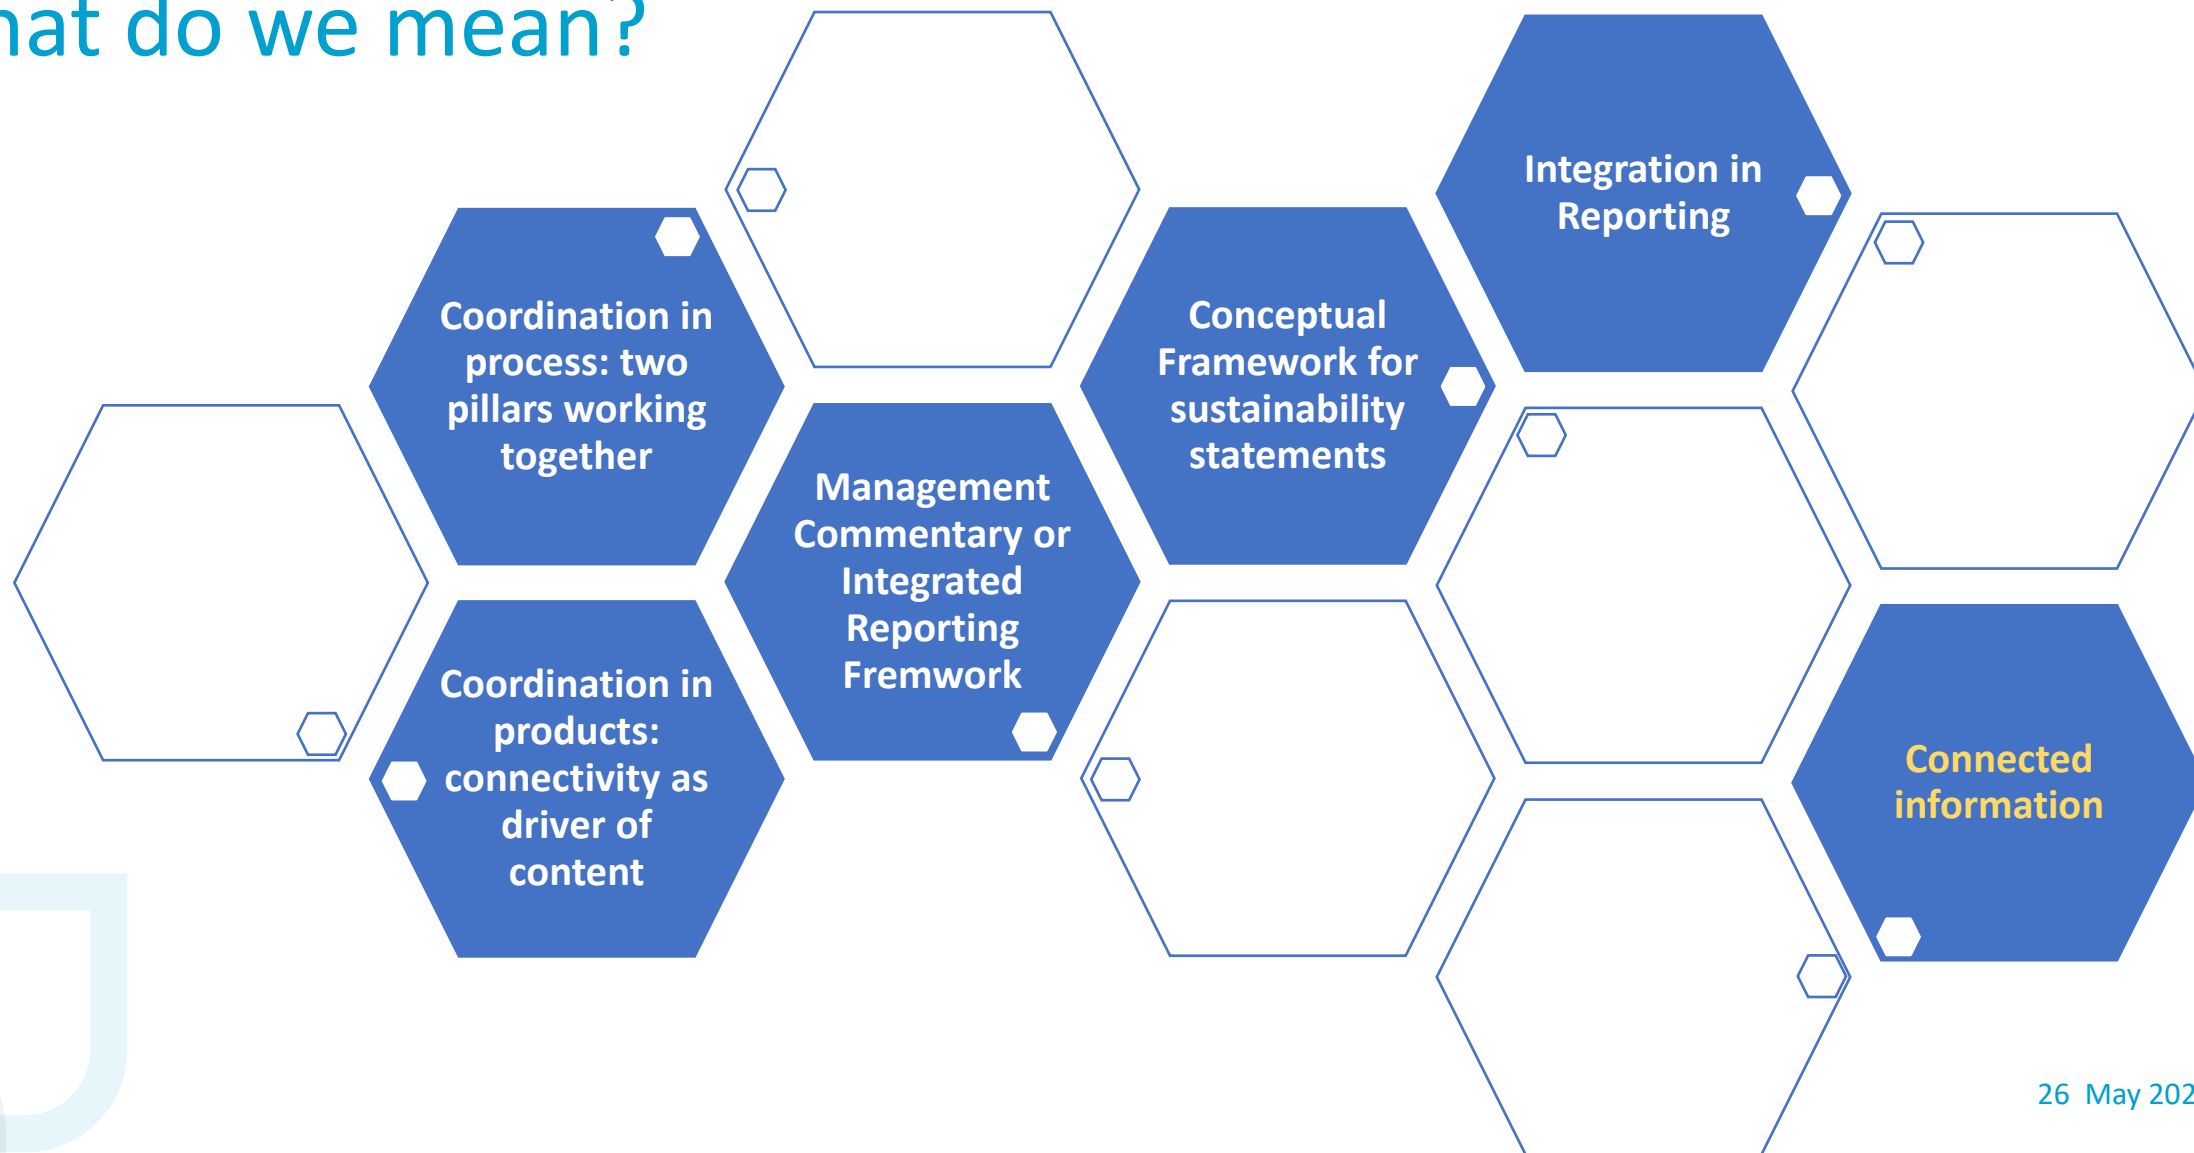 hat do we mean?
Integration in
Reporting
Coordination in
process: two
pillars working
together
Conceptual
Framework for
sustainability
statements
Management
Commentary or
Integrated
Reporting
Fremwork
Coordination in
products:
connectivity as
driver of
content
Connected
information
26 May 202